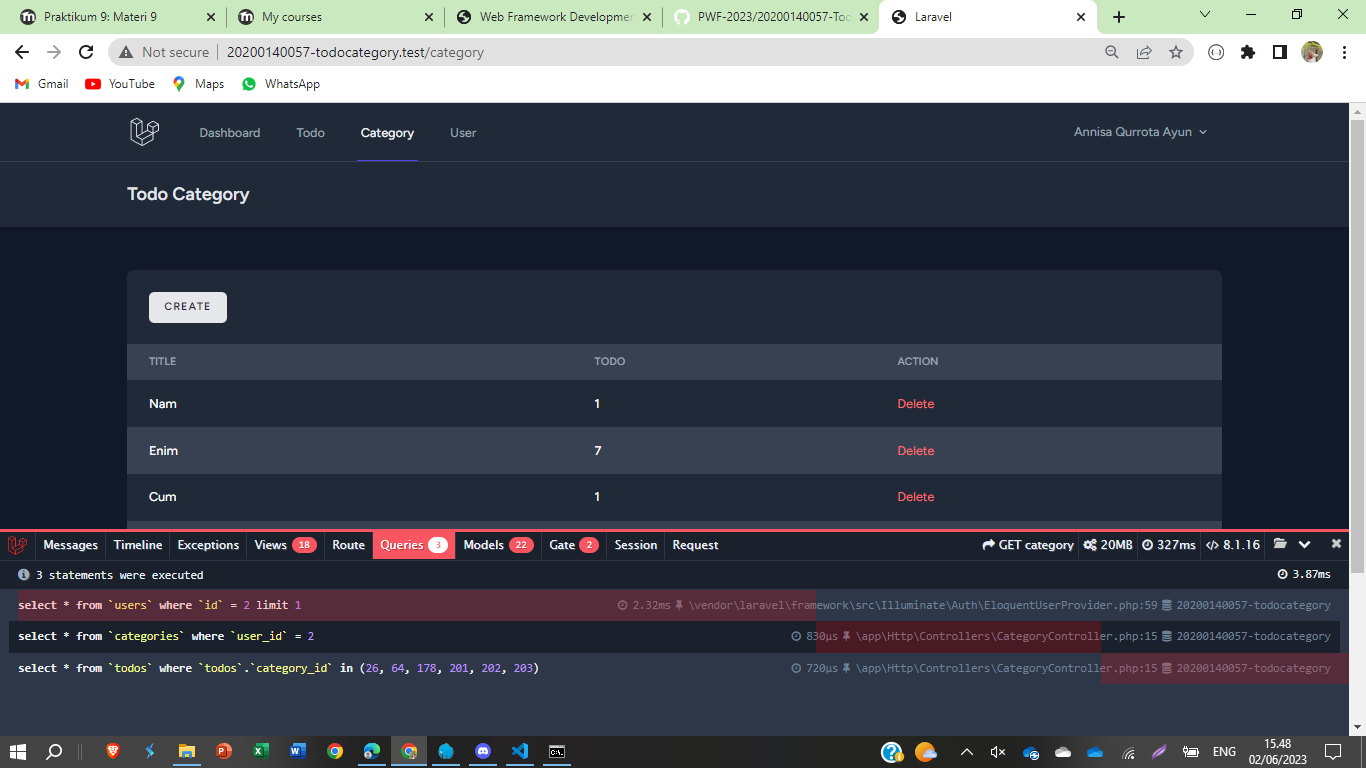 Praktikum 9: Materi 9
My courses
Web Framework Developmen
PWF-2023/20200140057-Tod
Laravel
Not secure
20200140057-todocategory.test/category
Gmail
YouTube
Maps
WhatsApp
Dashboard
Todo
Category
User
Annisa Qurrota Ayun
Todo Category
CREATE
TITLE TODO ACTION
Nam 1 Delete
Enim 7 Delete
Cum 1 Delete
Messages Timeline Exceptions Views 18 Route Queries 3 Models 22 Gate 2 Session Request GET category 20MB 327ms 8.1.16
3 statements were executed 3.87ms
select * from `users` where `id` = 2 limit 1 2.32ms \vendor\laravel\framework\src\Illuminate\Auth\EloquentUserProvider.php:59 20200140057-todocategory
select * from `categories` where `user_id` = 2 830μs \app\Http\Controllers\CategoryController.php:15 20200140057-todocategory
select * from `todos` where `todos`.`category_id` in (26, 64, 178, 201, 202, 203) 720μs \app\Http\Controllers\CategoryController.php:15 20200140057-todocategory
ENG
15.48
02/06/2023